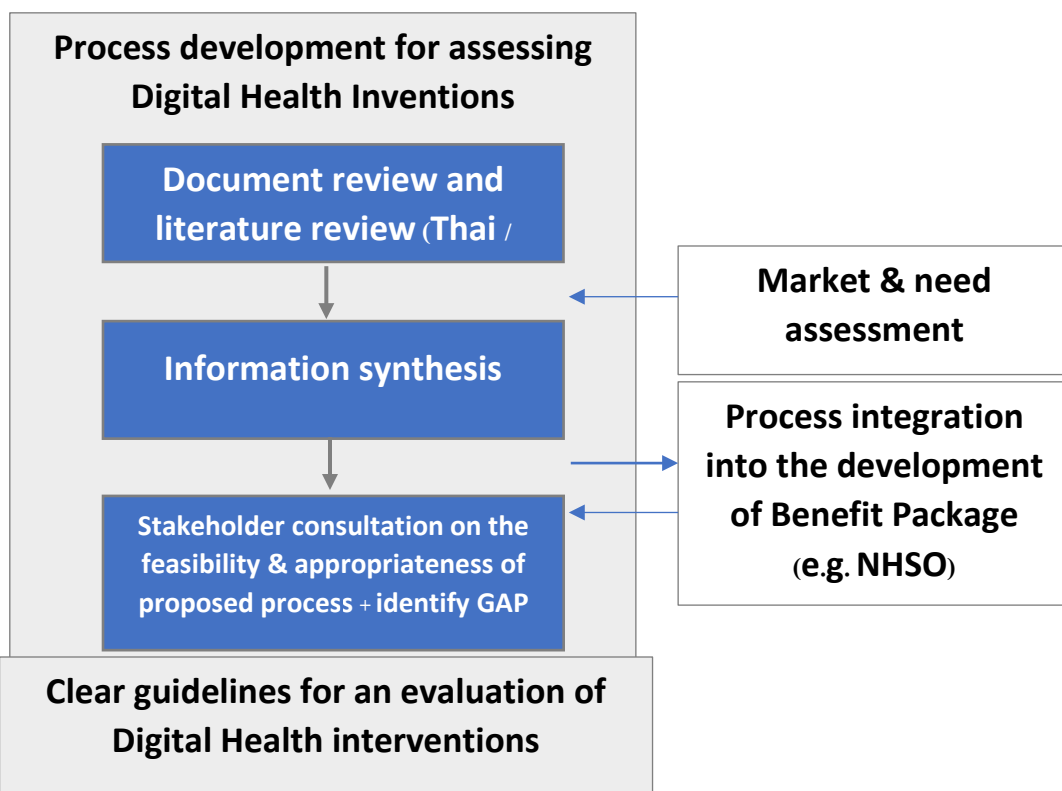 Process development for assessing
Digital Health Inventions
Document review and
literature review (Thai /
Information synthesis
Stakeholder consultation on the
feasibility & appropriateness of
proposed process + identify GAP
Clear guidelines for an evaluation of
Digital Health interventions
Market & need
assessment
Process integration
into the development
of Benefit Package
(e.g. NHSO)